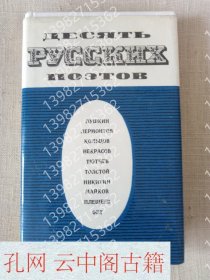 ДЕСЯТЬ
РУССКИХ
ПОЭТОВ
ПУШКИН
ЛЕРМОНТОВ
КОЛЬЦОВ
НЕКРАСОВ
ТЮТЧЕВ
ТОЛСТОЙ
НИКИТИН
МАЙКОВ
ПЛЕЩЕЕВ
ФЕТ
13982715362
孔网 云中阁古籍